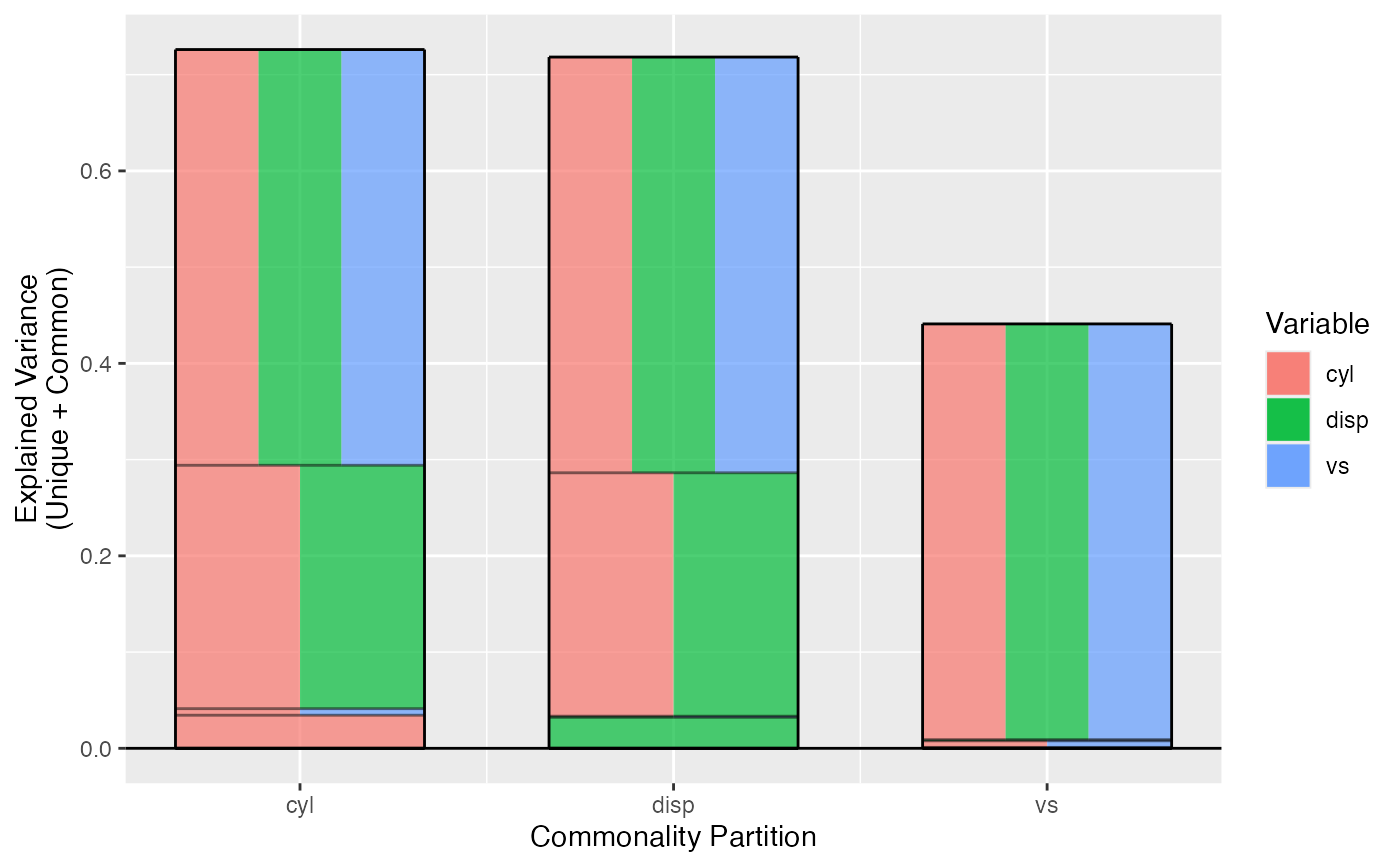 Explained Variance
(Unique + Common)
0.6
0.4
0.2
0.0
cyl
disp
vs
Commonality Partition
Variable
cyl
disp
vs